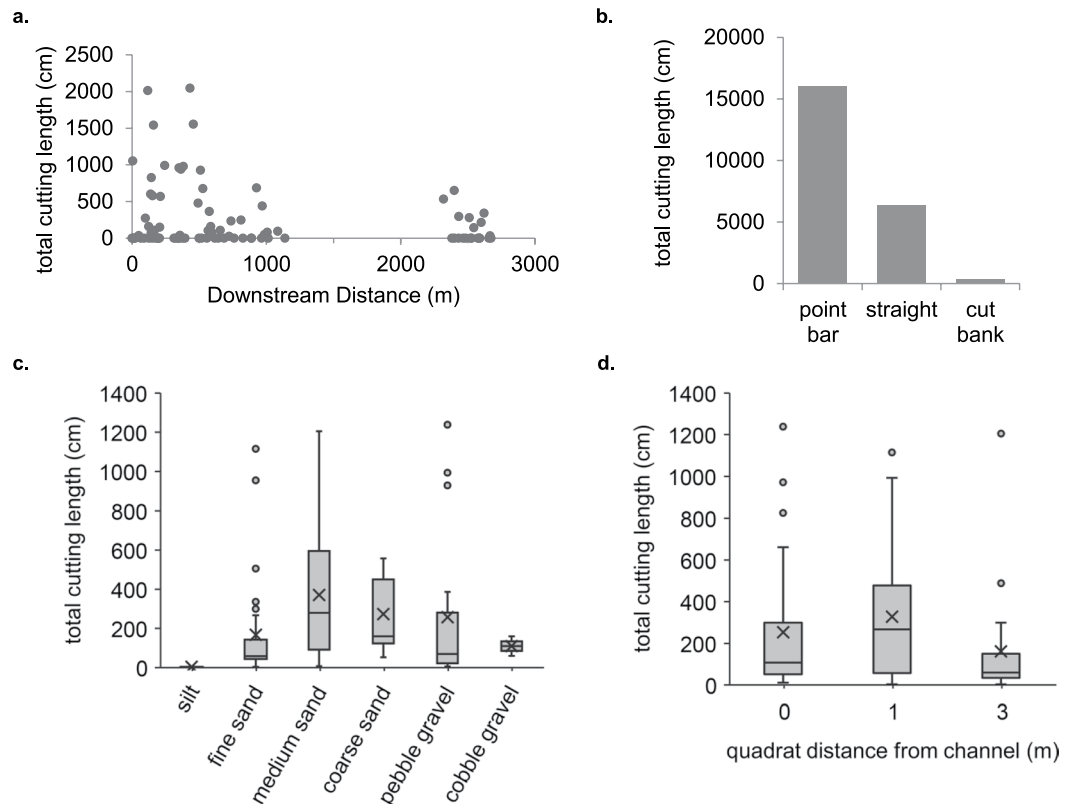 a.
total cutting length (cm)
2500
2000
1500
1000
500
0
0
1000
2000
3000
Downstream Distance (m)
b.
total cutting length (cm)
20000
15000
10000
5000
0
point
bar
straight
cut
bank
c.
total cutting length (cm)
1400
1200
1000
800
600
400
200
0
silt
fine sand
medium sand
coarse sand
pebble gravel
cobble gravel
d.
total cutting length (cm)
1400
1200
1000
800
600
400
200
0
0
1
3
quadrat distance from channel (m)